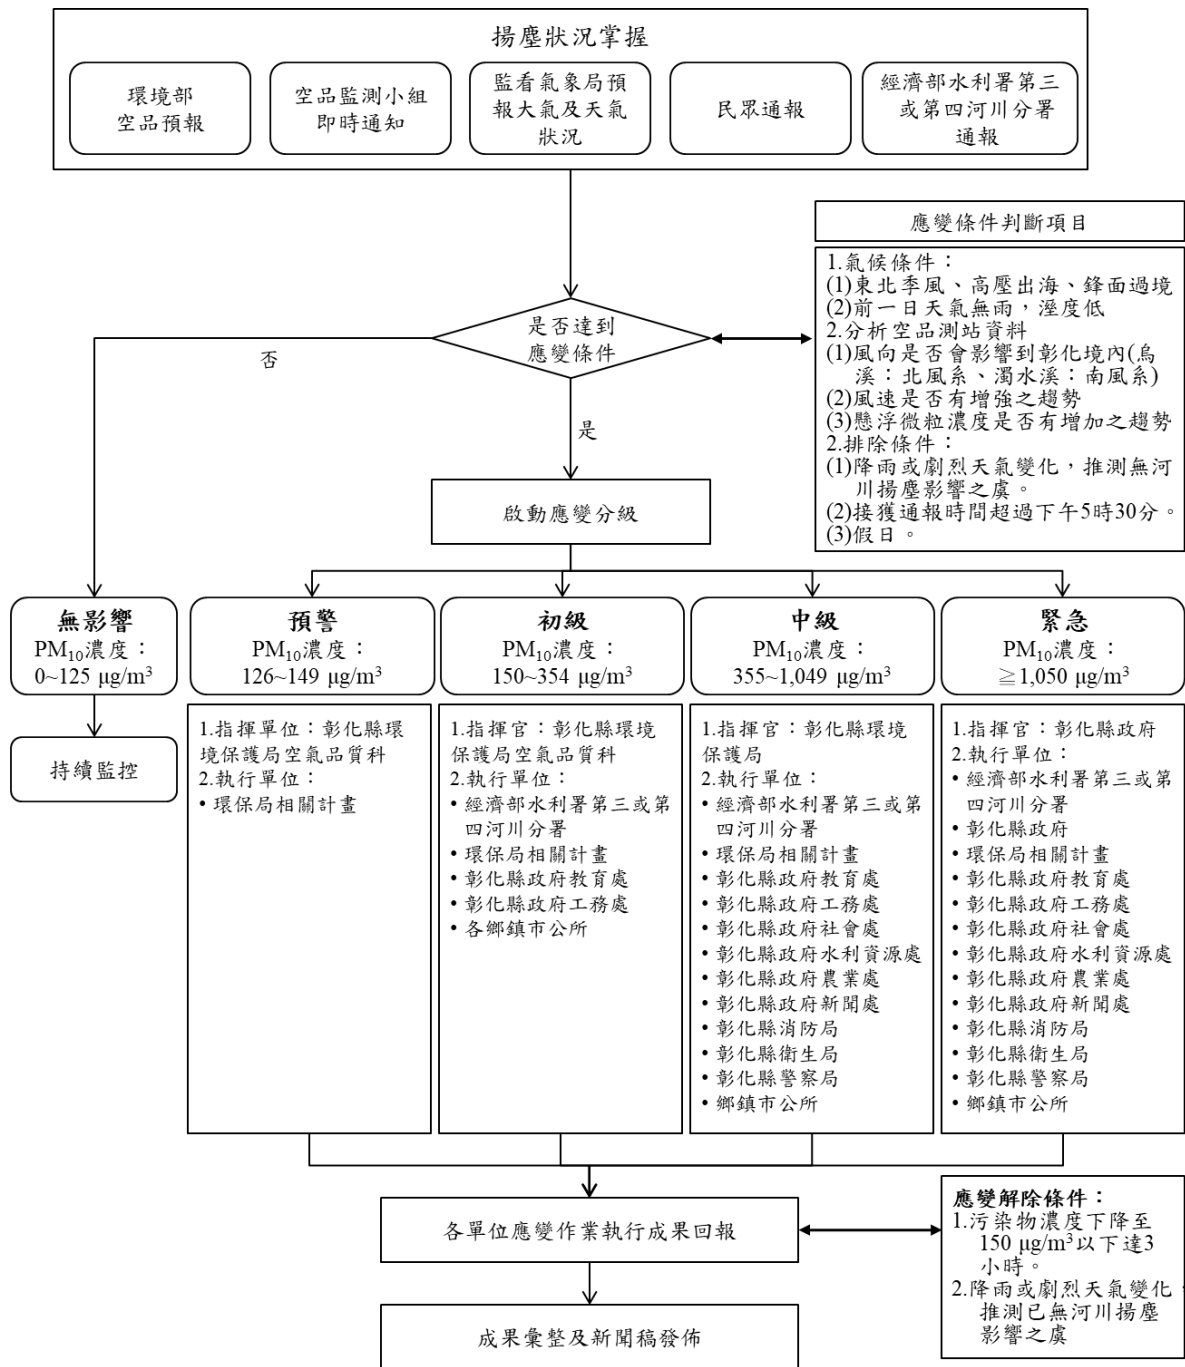 揚塵狀況掌握
環境部
空品預報
空品監測小組
即時通知
監看氣象局預
報大氣及天氣
狀況
民眾通報
經濟部水利署第三
或第四河川分署
通報
應變條件判斷項目
1.氣候條件：
(1)東北季風、高壓出海、鋒面過境
(2)前一日天氣無雨，溼度低
2.分析空品測站資料
(1)風向是否會影響到彰化境內(烏
溪：北風系、濁水溪：南風系)
(2)風速是否有增強之趨勢
(3)懸浮微粒濃度是否有增加之趨勢
2.排除條件：
(1)降雨或劇烈天氣變化，推測無河
川揚塵影響之虞。
(2)接獲通報時間超過下午5時30分。
(3)假日。
是否達到
應變條件
否
是
啟動應變分級
無影響
PM₁₀濃度：
0~125 μg/m³
持續監控
預警
PM₁₀濃度：
126~149 μg/m³
1.指揮單位：彰化縣環
境保護局空氣品質科
2.執行單位：
• 環保局相關計畫
初級
PM₁₀濃度：
150~354 μg/m³
1.指揮官：彰化縣環境
保護局空氣品質科
2.執行單位：
• 經濟部水利署第三或第
四河川分署
• 環保局相關計畫
• 彰化縣政府教育處
• 彰化縣政府工務處
• 各鄉鎮市公所
中級
PM₁₀濃度：
355~1,049 μg/m³
1.指揮官：彰化縣環境
保護局
2.執行單位：
• 經濟部水利署第三或第
四河川分署
• 環保局相關計畫
• 彰化縣政府教育處
• 彰化縣政府工務處
• 彰化縣政府社會處
• 彰化縣政府水利資源處
• 彰化縣政府農業處
• 彰化縣政府新聞處
• 彰化縣消防局
• 彰化縣衛生局
• 彰化縣警察局
• 鄉鎮市公所
緊急
PM₁₀濃度：
≧1,050 μg/m³
1.指揮官：彰化縣政府
2.執行單位：
• 經濟部水利署第三或第
四河川分署
• 彰化縣政府
• 環保局相關計畫
• 彰化縣政府教育處
• 彰化縣政府工務處
• 彰化縣政府社會處
• 彰化縣政府水利資源處
• 彰化縣政府農業處
• 彰化縣政府新聞處
• 彰化縣消防局
• 彰化縣衛生局
• 彰化縣警察局
• 鄉鎮市公所
各單位應變作業執行成果回報
應變解除條件：
1.污染物濃度下降至
150 μg/m³以下達3
小時。
2.降雨或劇烈天氣變化，
推測已無河川揚塵
影響之虞
成果彙整及新聞稿發佈